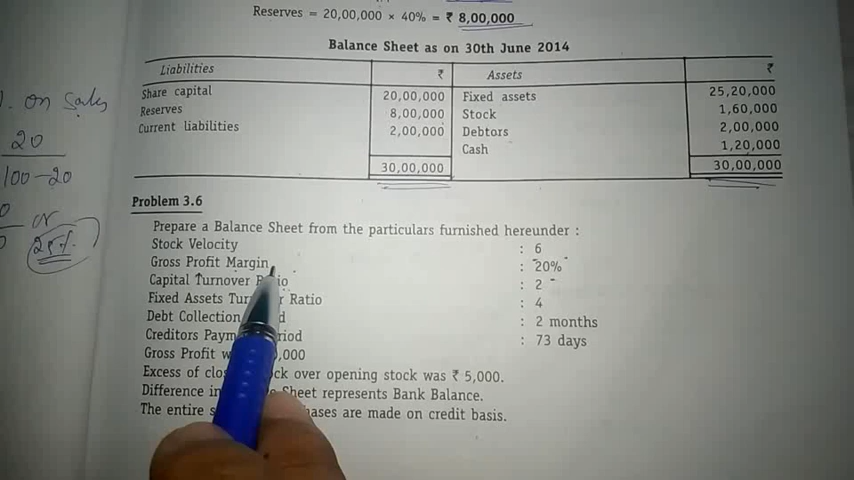 Reserves = 20,00,000 × 40% = ₹ 8,00,000
Balance Sheet as on 30th June 2014
Liabilities ₹ Assets ₹
Share capital 20,00,000 Fixed assets 25,20,000
Reserves 8,00,000 Stock 1,60,000
Current liabilities 2,00,000 Debtors 2,00,000
Cash 1,20,000
30,00,000 30,00,000
on Sales
20
100-20
or
25%
Problem 3.6
Prepare a Balance Sheet from the particulars furnished hereunder :
Stock Velocity : 6
Gross Profit Margin : 20%
Capital Turnover : 2
Fixed Assets Ratio : 4
Debt Collection : 2 months
Creditors : 73 days
Gross Profit
Excess of over opening stock was ₹ 5,000.
Difference in Sheet represents Bank Balance.
The entire are made on credit basis.